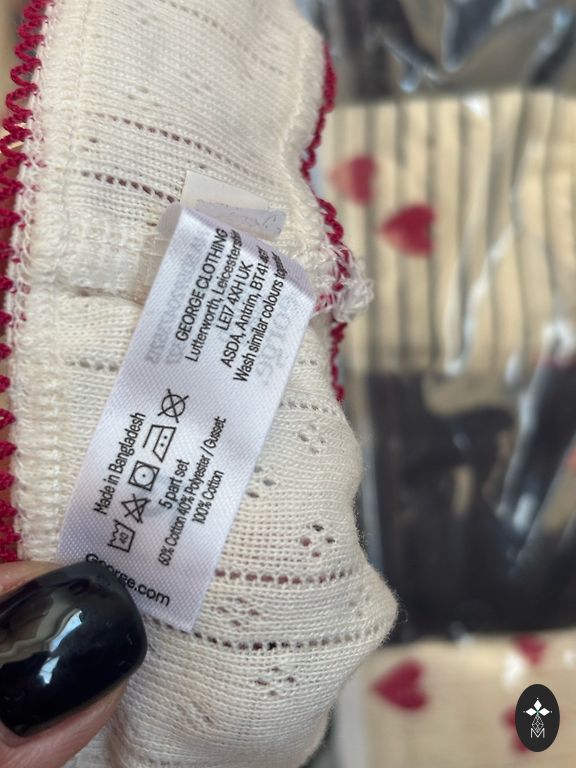 GEORGE CLOTHING
Lutterworth, Leicestershire
LE17 4XH UK
ASDA, Antrim, BT41
Wash similar colours
Made in Bangladesh
40
5 part set
60% Cotton 40% Polyester / Gusset:
100% Cotton
George.com
M